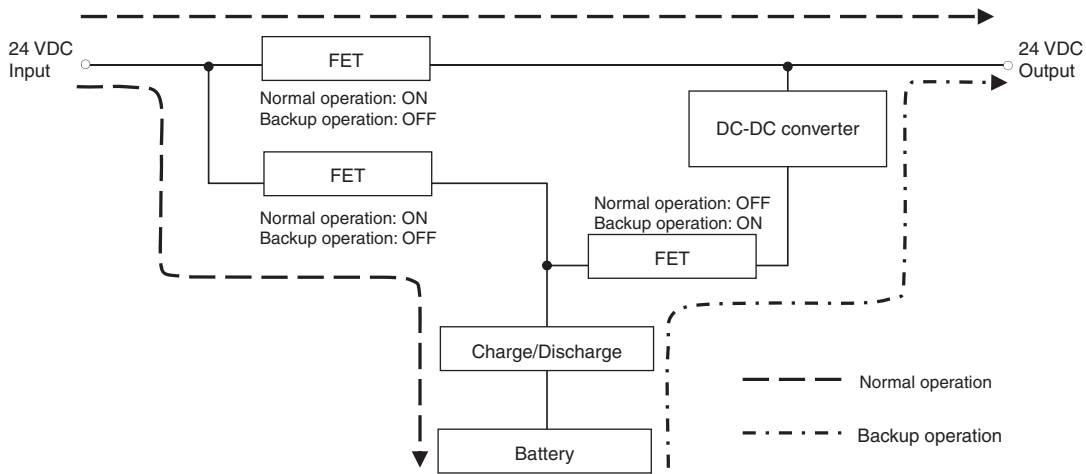 24 VDC
Input
FET
24 VDC
Output
Normal operation: ON
Backup operation: OFF
DC-DC converter
FET
Normal operation: ON
Backup operation: OFF
Normal operation: OFF
Backup operation: ON
FET
Charge/Discharge
Battery
Normal operation
Backup operation